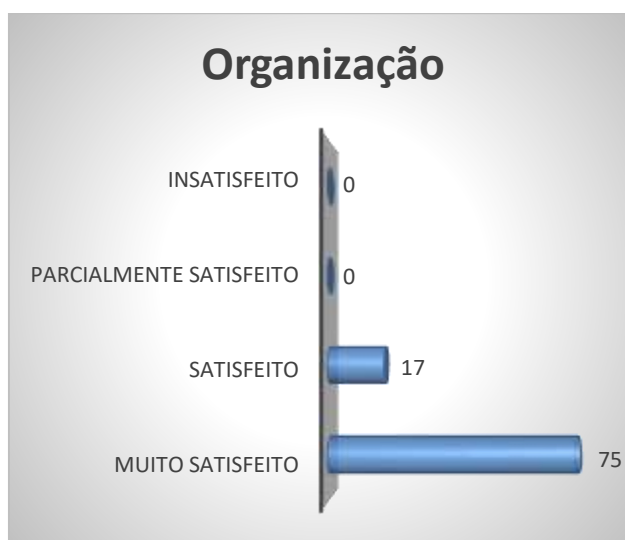 Organização
INSATISFEITO 0
PARCIALMENTE SATISFEITO 0
SATISFEITO 17
MUITO SATISFEITO 75